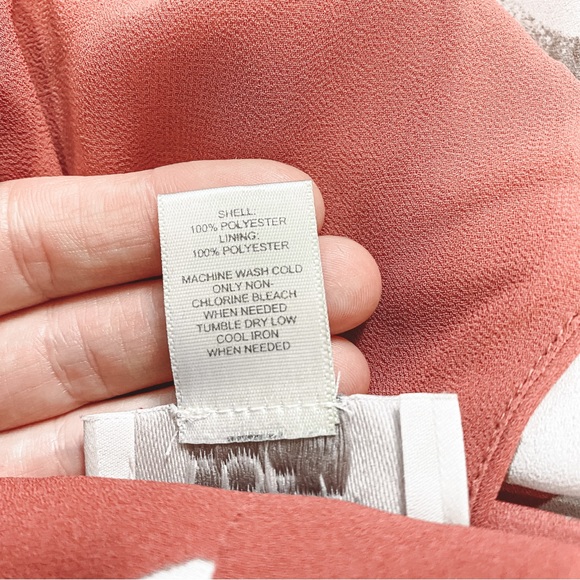 SHELL:
100% POLYESTER
LINING:
100% POLYESTER
MACHINE WASH COLD
ONLY NON-
CHLORINE BLEACH
WHEN NEEDED
TUMBLE DRY LOW
COOL IRON
WHEN NEEDED